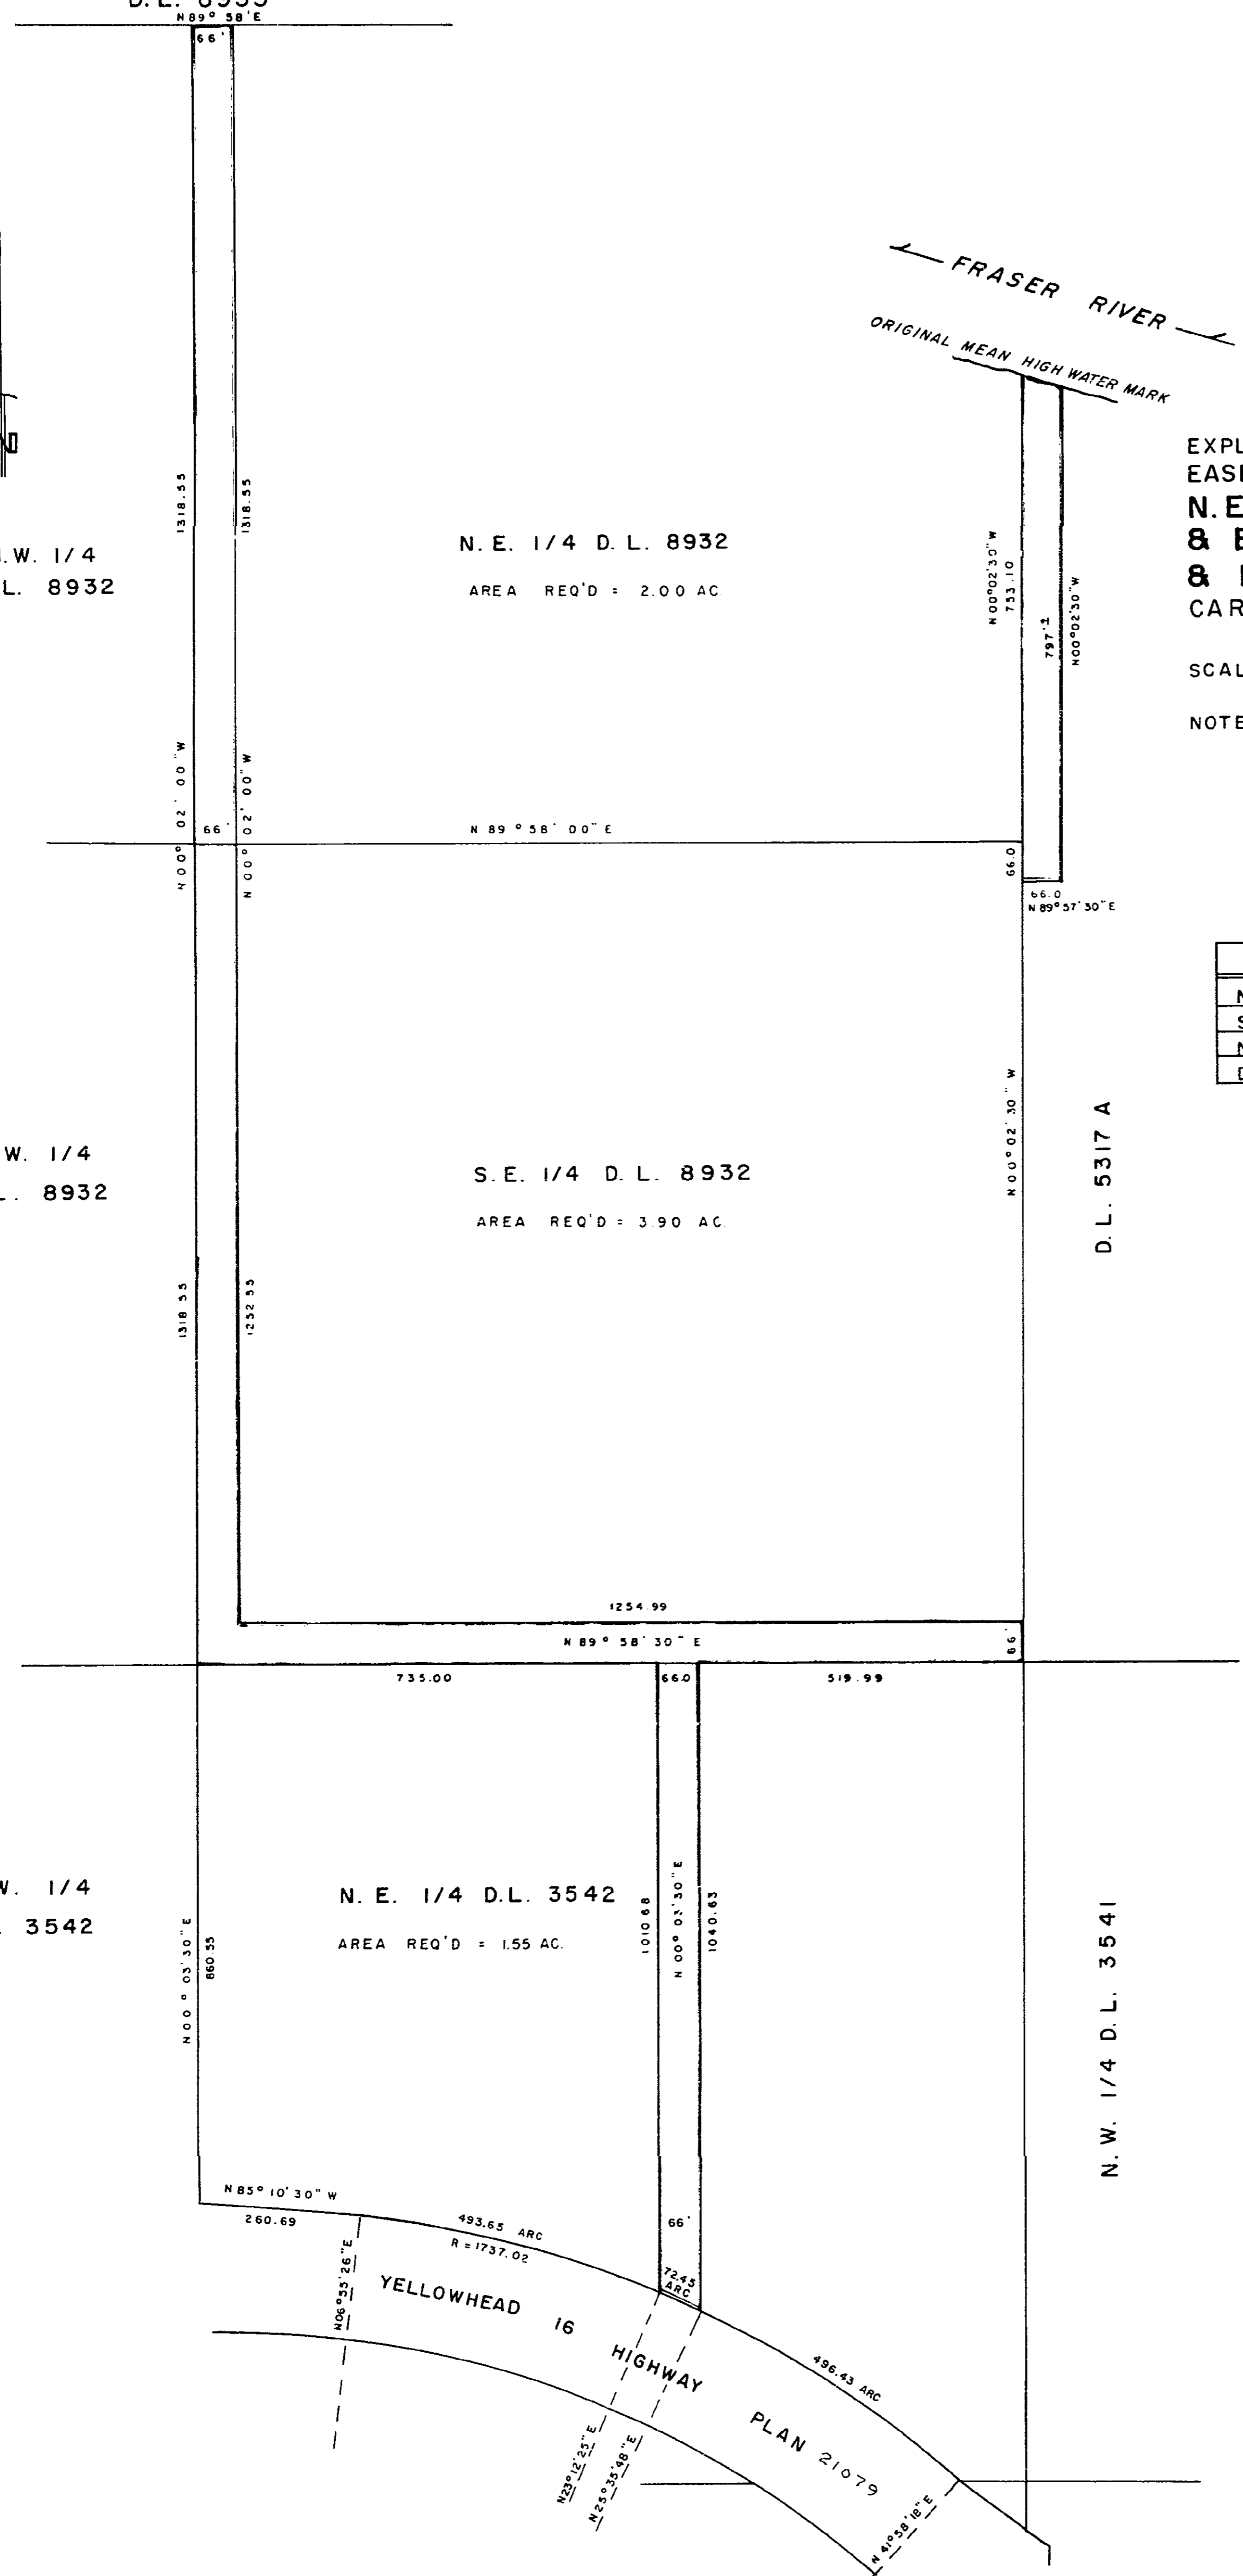 D.L. 8933
N89° 58'E
66'
FRASER RIVER
ORIGINAL MEAN HIGH WATER MARK
1318.55
1318.55
N.E. 1/4 D.L. 8932
AREA REQ'D = 2.00 AC.
.W. 1/4
L. 8932
N00°02'30"W
753.10
797'±
N00°02'30"W
EXPL
EASE
N.E
& E
&
CAR
SCAL
NOTE
N00° 02' 00"W
66'
N00° 02' 00"W
N 89° 58' 00" E
66.0
66.0
N89°57'30"E
N
S
N
D
N00°02'30"W
D.L. 5317 A
W. 1/4
L. 8932
S.E. 1/4 D.L. 8932
AREA REQ'D = 3.90 AC.
1318.55
1252.55
1254.99
N 89° 58' 30" E
66'
735.00
66.0
519.99
W. 1/4
3542
N.E. 1/4 D.L. 3542
AREA REQ'D = 1.55 AC.
N00° 03' 30"E
860.55
1010.68
N00° 03' 30"E
1040.63
N.W. 1/4 D.L. 3541
N85° 10' 30" W
260.69
493.65 ARC
R = 1737.02
66'
72.45
ARC
N06°55'26"E
YELLOWHEAD 16 HIGHWAY PLAN 21079
496.43 ARC
N23°12'25"E
N25°35'48"E
N41°58'18"E